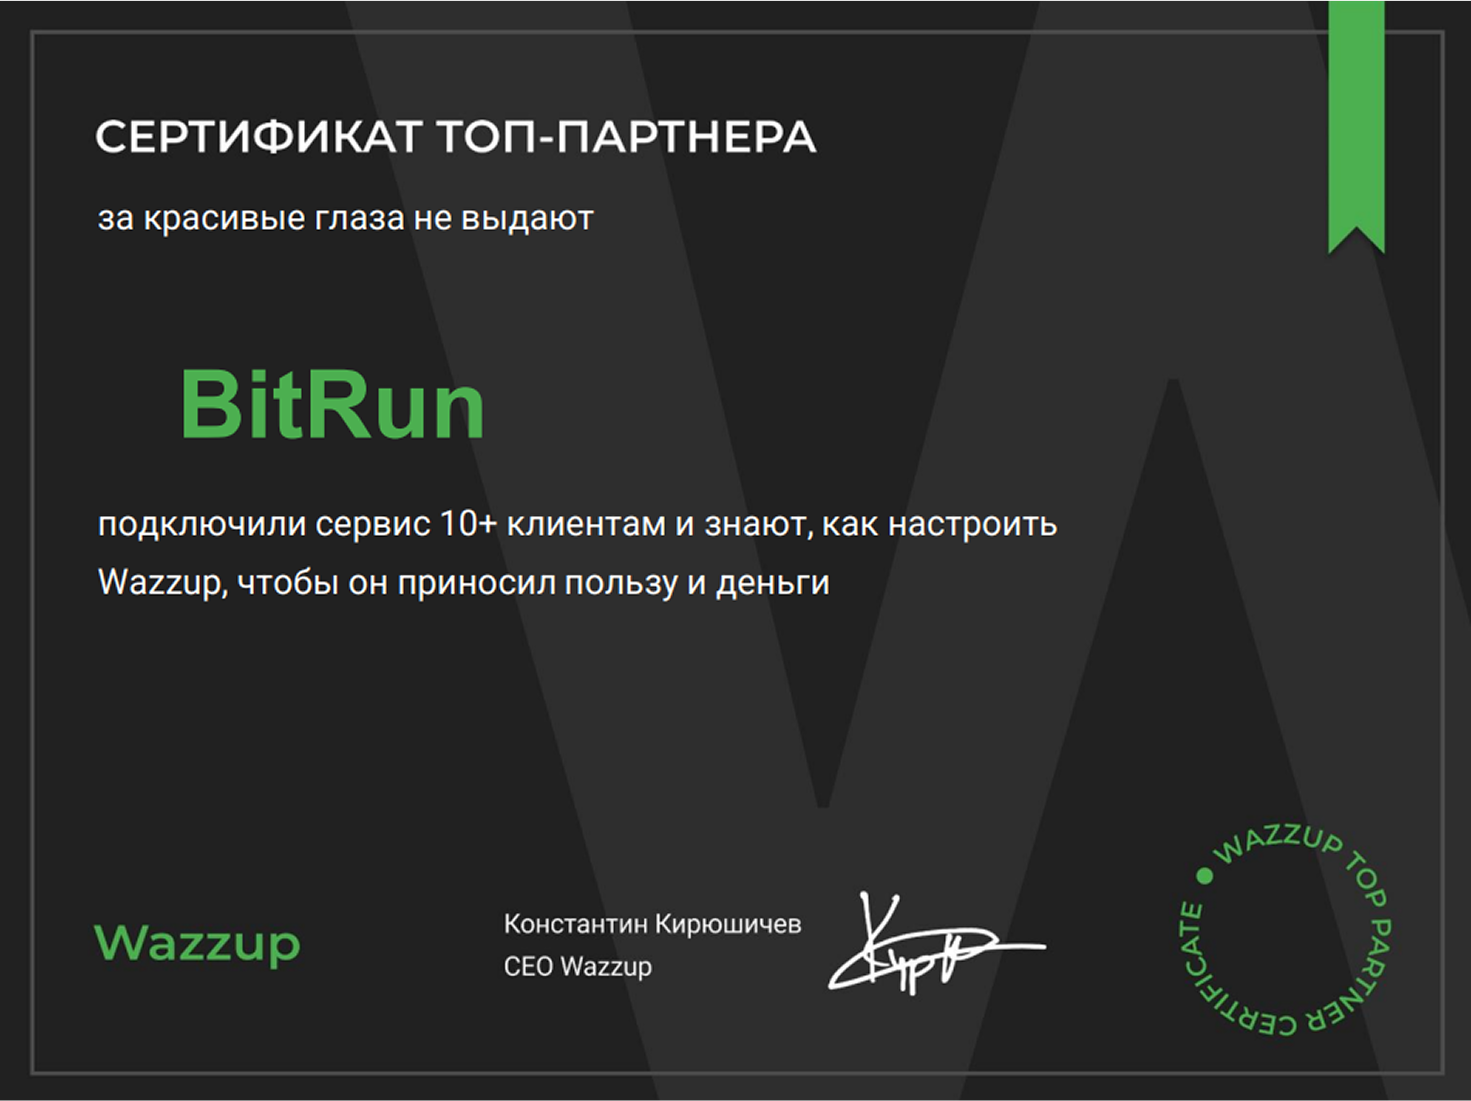 СЕРТИФИКАТ ТОП-ПАРТНЕРА
за красивые глаза не выдают
BitRun
подключили сервис 10+ клиентам и знают, как настроить
Wazzup, чтобы он приносил пользу и деньги
Wazzup
Константин Кирюшичев
CEO Wazzup
WAZZUP TOP PARTNER CERTIFICATE